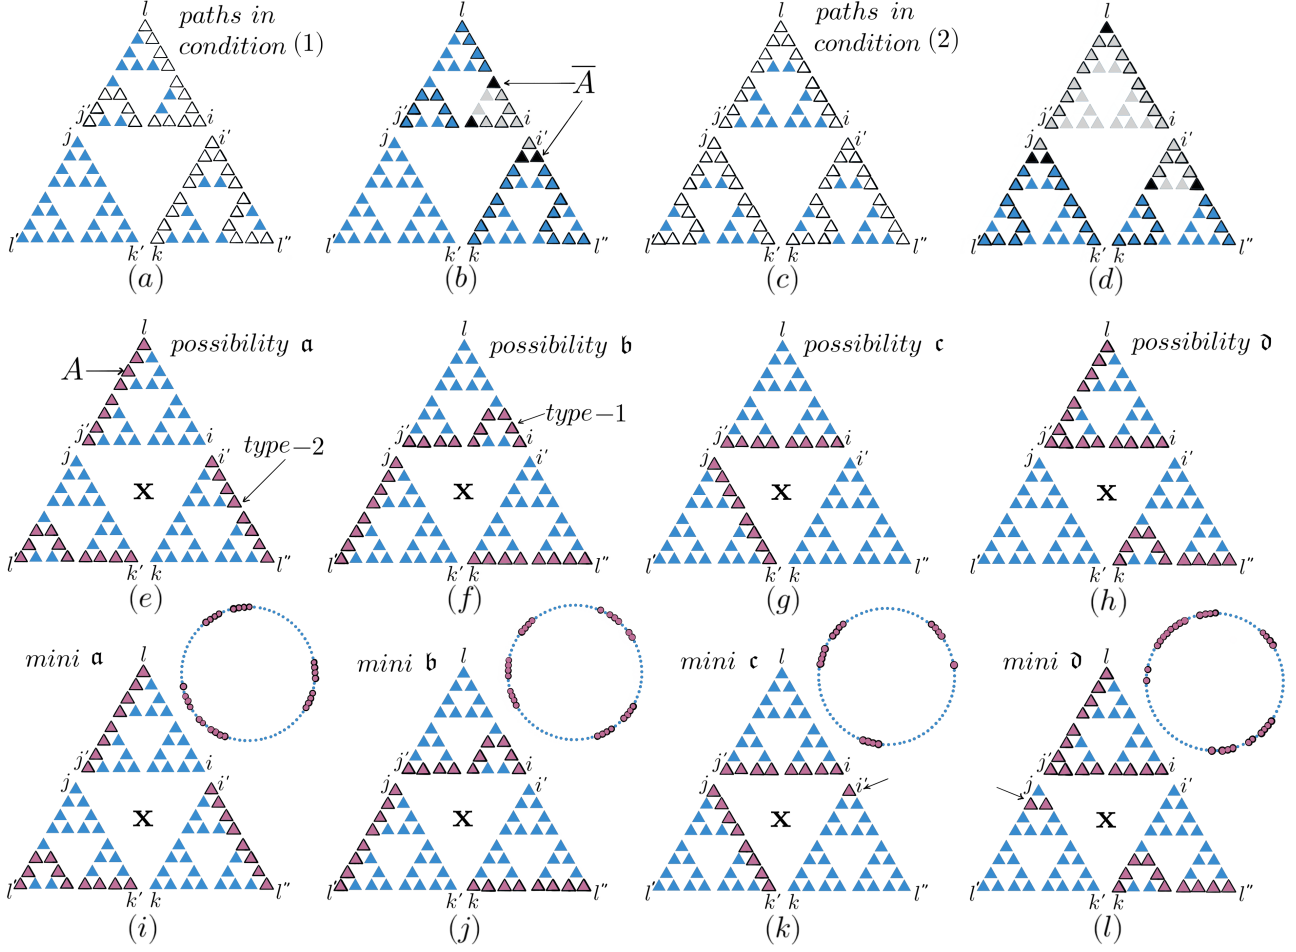 l
paths in
condition (1)
j'
i
j
i'
l'
k'
k
l''
(a)
l
A̅
j'
i
j
i'
l'
k'
k
l''
(b)
l
paths in
condition (2)
j'
i
j
i'
l'
k'
k
l''
(c)
l
j'
i
j
i'
l'
k'
k
l''
(d)
l
possibility 𝔞
A
j'
i
i'
type−2
j
x
l'
k'
k
l''
(e)
l
possibility 𝔟
type−1
j'
i
j
i'
x
l'
k'
k
l''
(f)
l
possibility 𝔠
j'
i
j
i'
x
l'
k'
k
l''
(g)
l
possibility 𝔡
j'
i
j
i'
x
l'
k'
k
l''
(h)
mini 𝔞
l
j'
i
j
i'
x
l'
k'
k
l''
(i)
mini 𝔟
l
j'
i
j
i'
x
l'
k'
k
l''
(j)
mini 𝔠
l
j'
i
j
i'
x
l'
k'
k
l''
(k)
mini 𝔡
l
j'
i
j
i'
x
l'
k'
k
l''
(l)